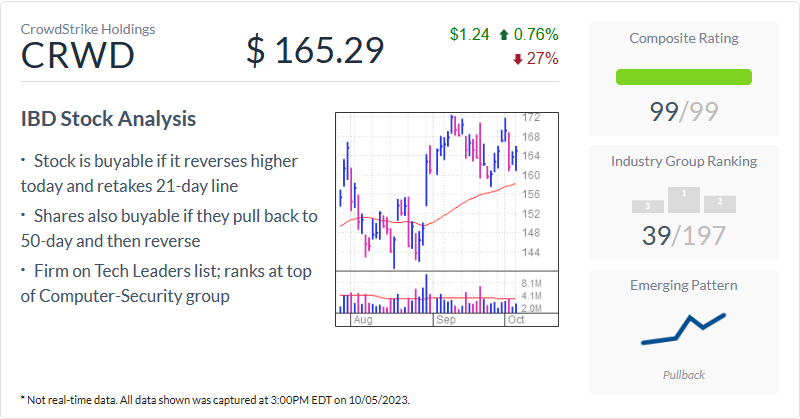 CrowdStrike Holdings
CRWD
$ 165.29
$1.24 0.76%
27%
IBD Stock Analysis
• Stock is buyable if it reverses higher
today and retakes 21-day line
• Shares also buyable if they pull back to
50-day and then reverse
• Firm on Tech Leaders list; ranks at top
of Computer-Security group
172
168
164
160
156
152
148
144
8.1M
4.1M
2.0M
Aug Sep Oct
Composite Rating
99/99
Industry Group Ranking
3 1 2
39/197
Emerging Pattern
Pullback
* Not real-time data. All data shown was captured at 3:00PM EDT on 10/05/2023.